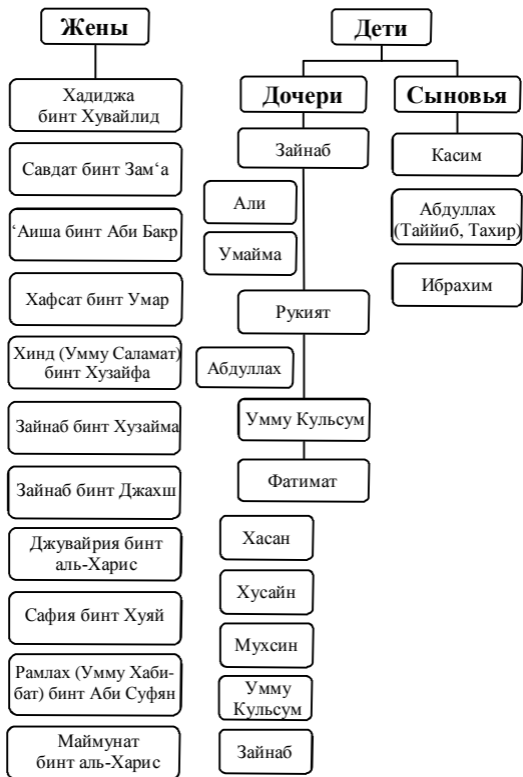 Жены
Хадиджа
бинт Хувайлид
Савдат бинт Зам‘а
‘Аиша бинт Аби Бакр
Хафсат бинт Умар
Хинд (Умму Саламат)
бинт Хузайфа
Зайнаб бинт Хузайма
Зайнаб бинт Джахш
Джувайрия бинт
аль-Харис
Сафия бинт Хуяй
Рамлах (Умму Хаби-
бат) бинт Аби Суфян
Маймунат
бинт аль-Харис
Дети
Дочери
Зайнаб
Али
Умайма
Рукият
Абдуллах
Умму Кульсум
Фатимат
Хасан
Хусайн
Мухсин
Умму
Кульсум
Зайнаб
Сыновья
Касим
Абдуллах
(Таййиб, Тахир)
Ибрахим